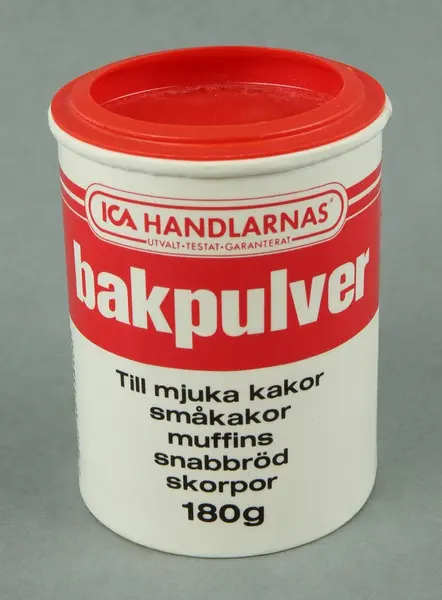 ICA HANDLARNAS
UTVALT·TESTAT·GARANTERAT
bakpulver
Till mjuka kakor
småkakor
muffins
snabbröd
skorpor
180g